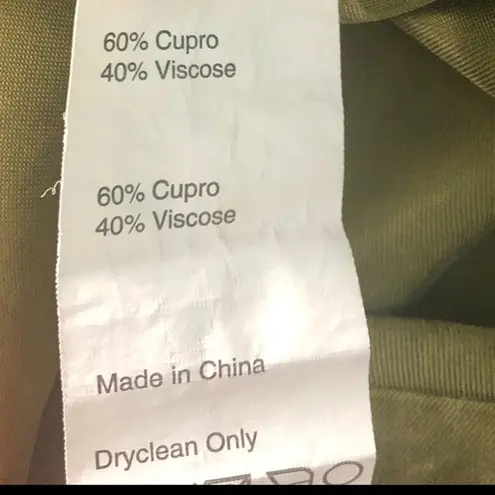 60% Cupro
40% Viscose
60% Cupro
40% Viscose
Made in China
Dryclean Only